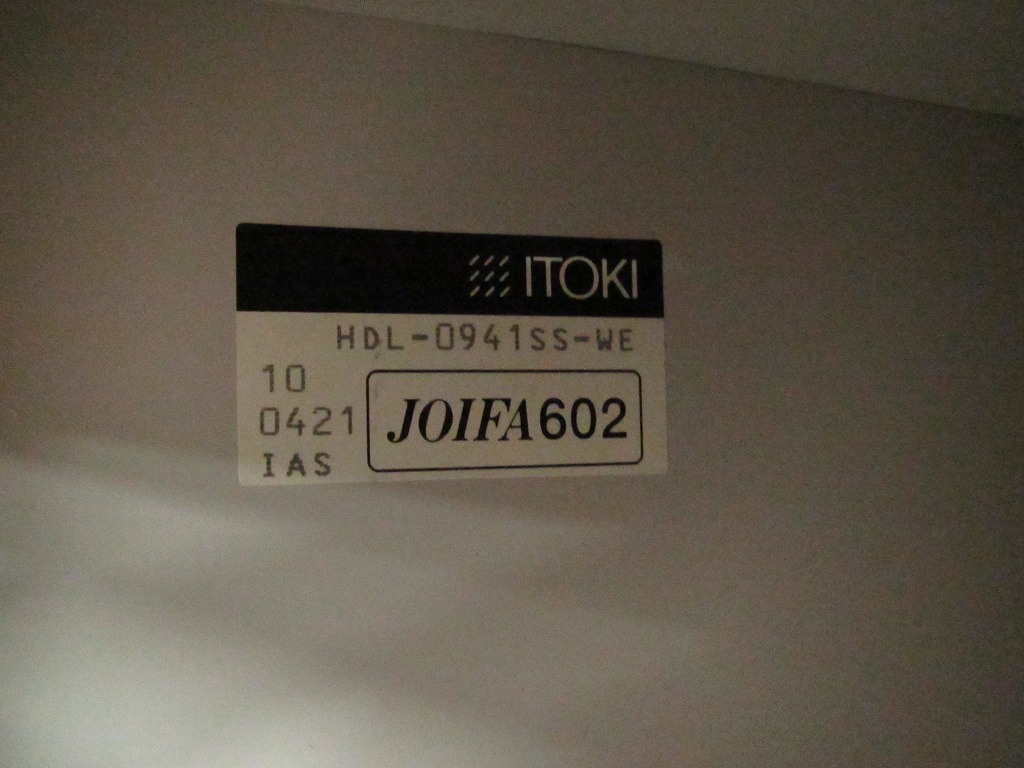 ITOKI
HDL-0941SS-WE
10
0421
IAS
JOIFA602